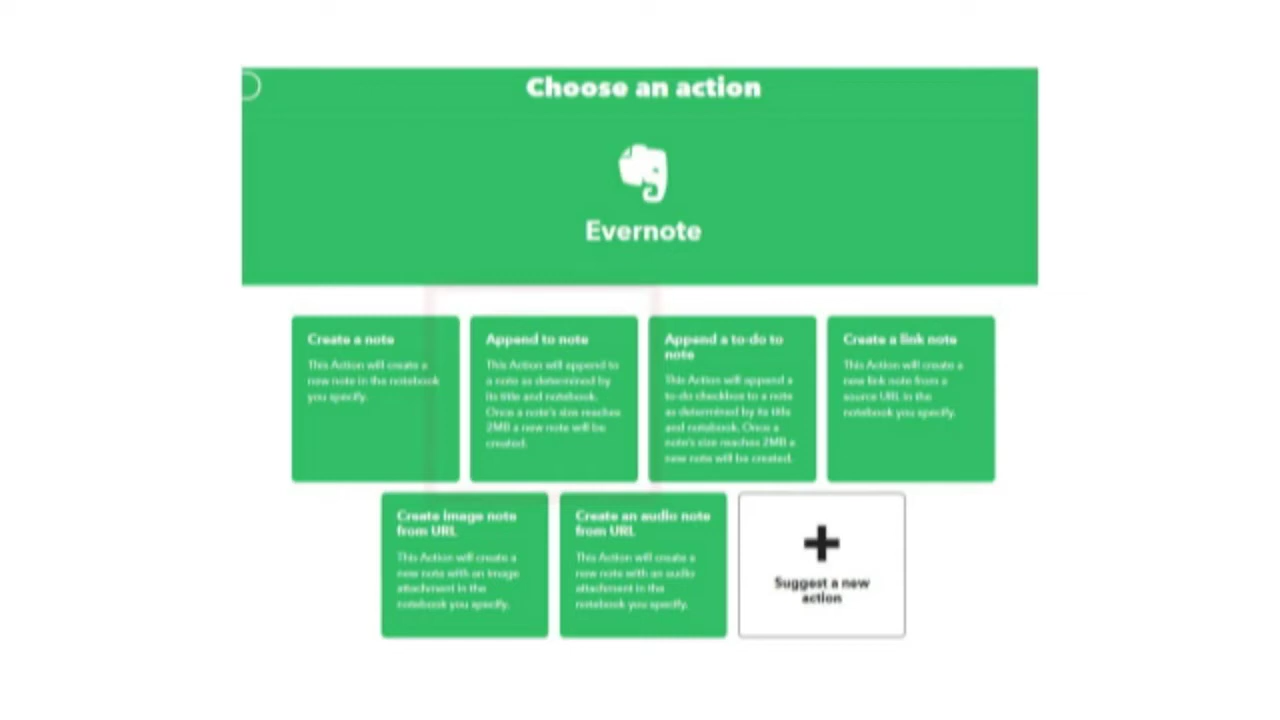 Choose an action
Evernote
Create a note
This Action will create a
new note in the notebook
you specify.
Append to note
This Action will append to
a note as determined by
its title and notebook.
Once a note's size reaches
2MB a new note will be
created.
Append a to-do to
note
This Action will append a
to-do checkbox to a note
as determined by its title
and notebook. Once a
note's size reaches 2MB a
new note will be created.
Create a link note
This Action will create a
new link note from a
source URL in the
notebook you specify.
Create image note
from URL
This Action will create a
new note with an image
attachment in the
notebook you specify.
Create an audio note
from URL
This Action will create a
new note with an audio
attachment in the
notebook you specify.
Suggest a new
action